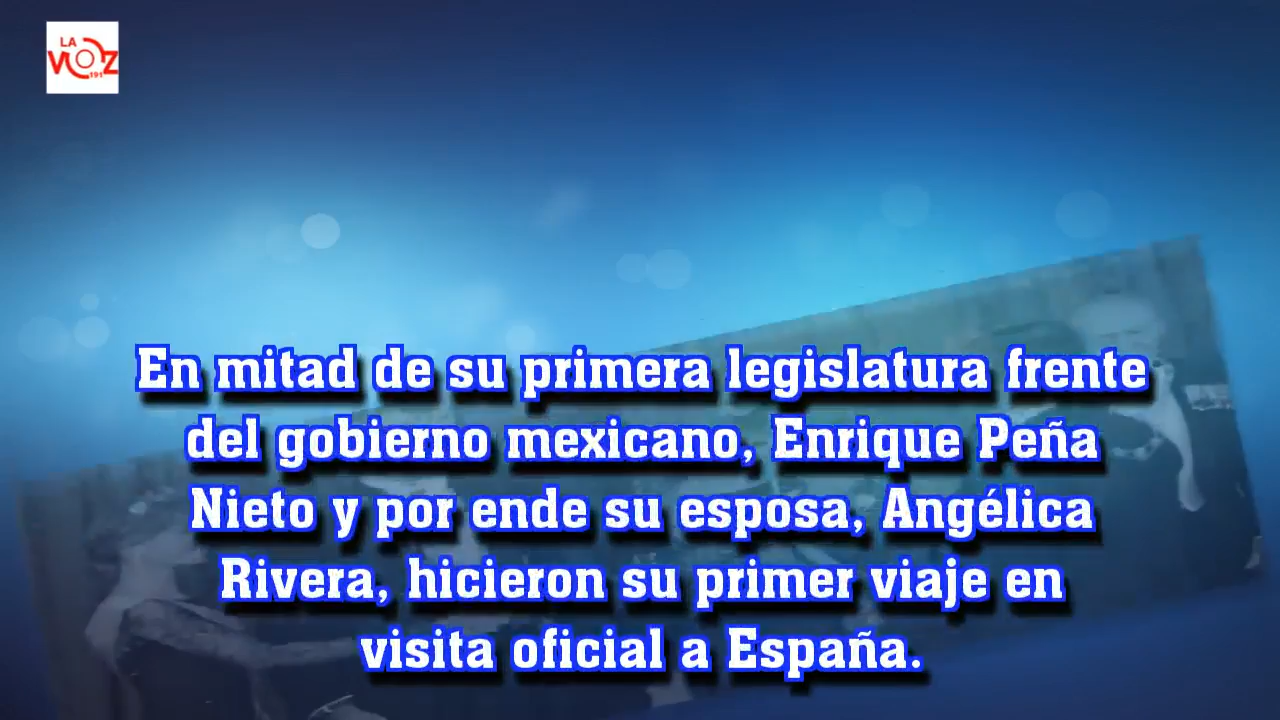 LA
VOZ
191
En mitad de su primera legislatura frente
del gobierno mexicano, Enrique Peña
Nieto y por ende su esposa, Angélica
Rivera, hicieron su primer viaje en
visita oficial a España.